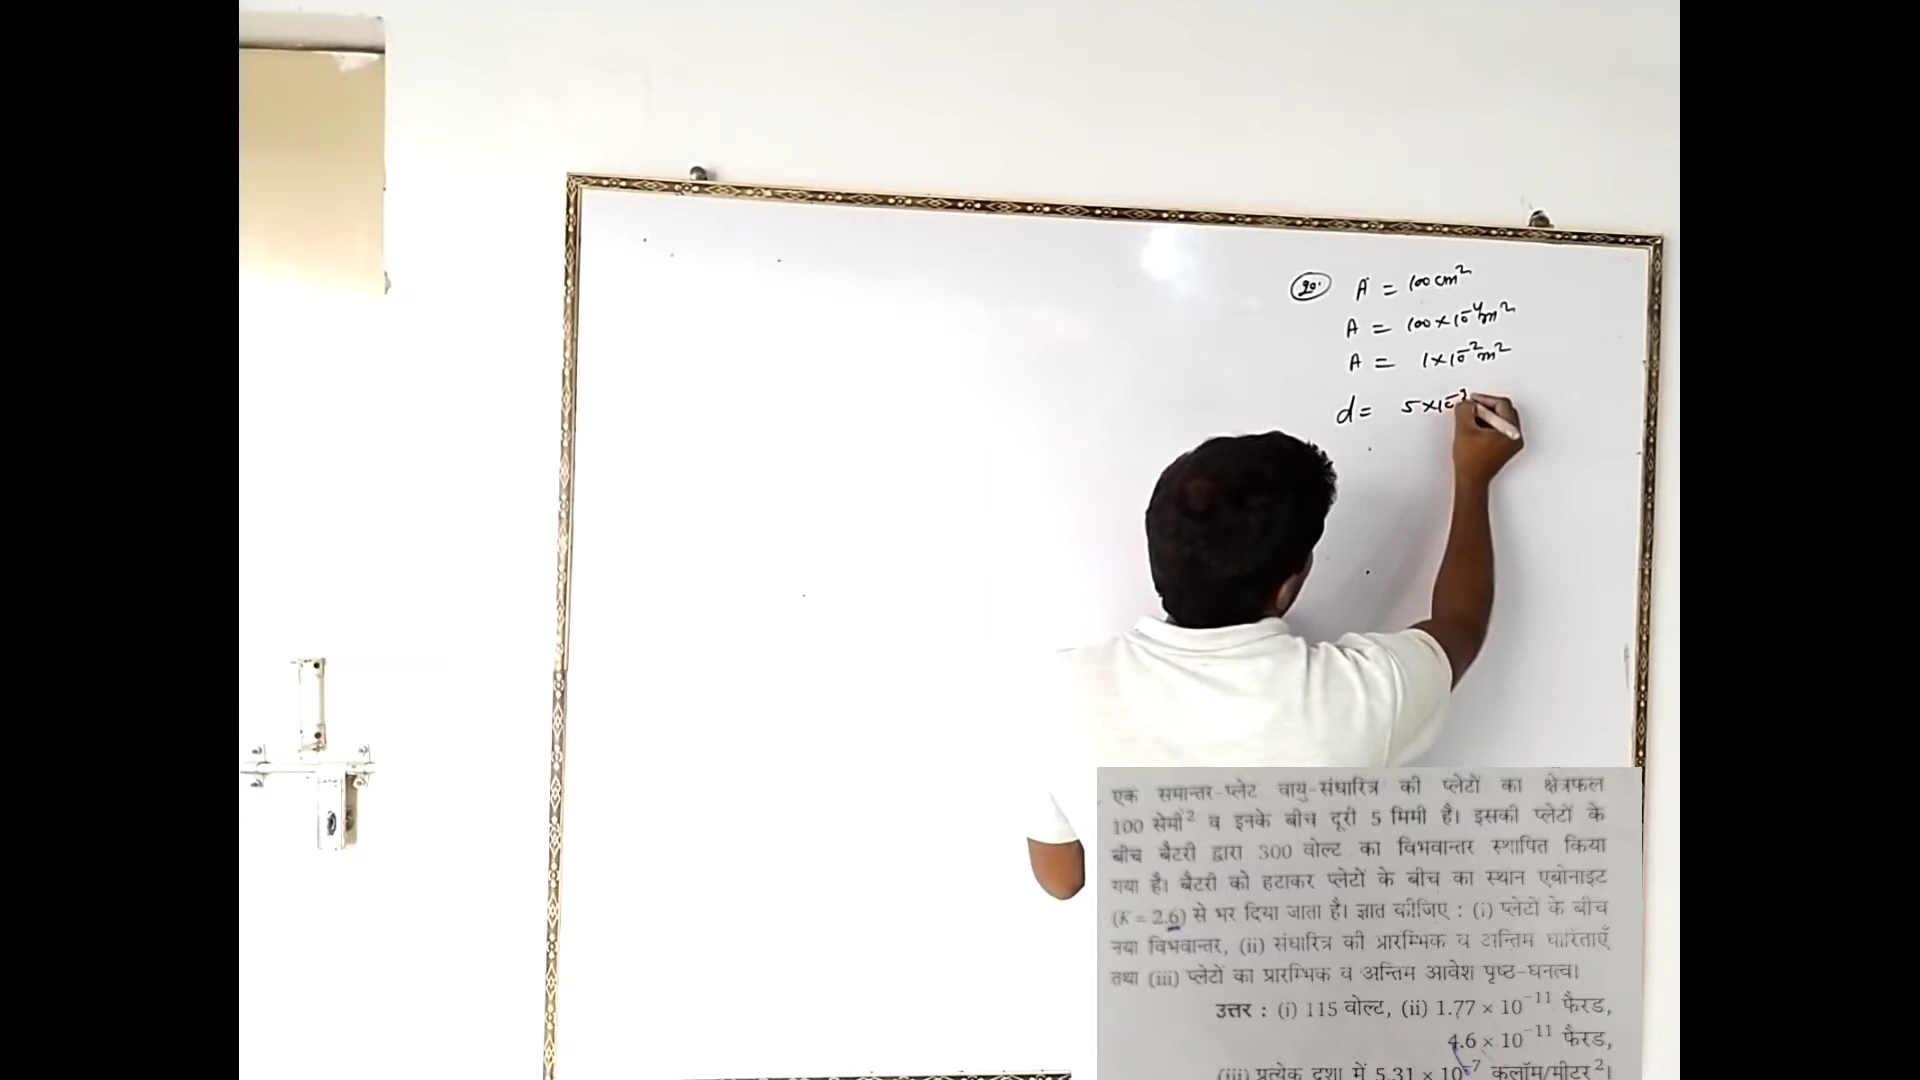 20. A = 100 cm²
A = 100 × 10⁻⁴ m²
A = 1 × 10⁻² m²
d = 5 × 10⁻³
एक समान्तर-प्लेट वायु-संधारित्र की प्लेटों का क्षेत्रफल
100 सेमी² व इनके बीच दूरी 5 मिमी है। इसकी प्लेटों के
बीच बैटरी द्वारा 300 वोल्ट का विभवान्तर स्थापित किया
गया है। बैटरी को हटाकर प्लेटों के बीच का स्थान एबोनाइट
(K = 2.6) से भर दिया जाता है। ज्ञात कीजिए : (i) प्लेटों के बीच
नया विभवान्तर, (ii) संधारित्र की प्रारम्भिक व अन्तिम धारिताएँ
तथा (iii) प्लेटों का प्रारम्भिक व अन्तिम आवेश पृष्ठ-घनत्व।
उत्तर : (i) 115 वोल्ट, (ii) 1.77 × 10⁻¹¹ फैरड,
4.6 × 10⁻¹¹ फैरड,
(iii) प्रत्येक दशा में 5.31 × 10⁻⁷ कूलॉम/मीटर²।